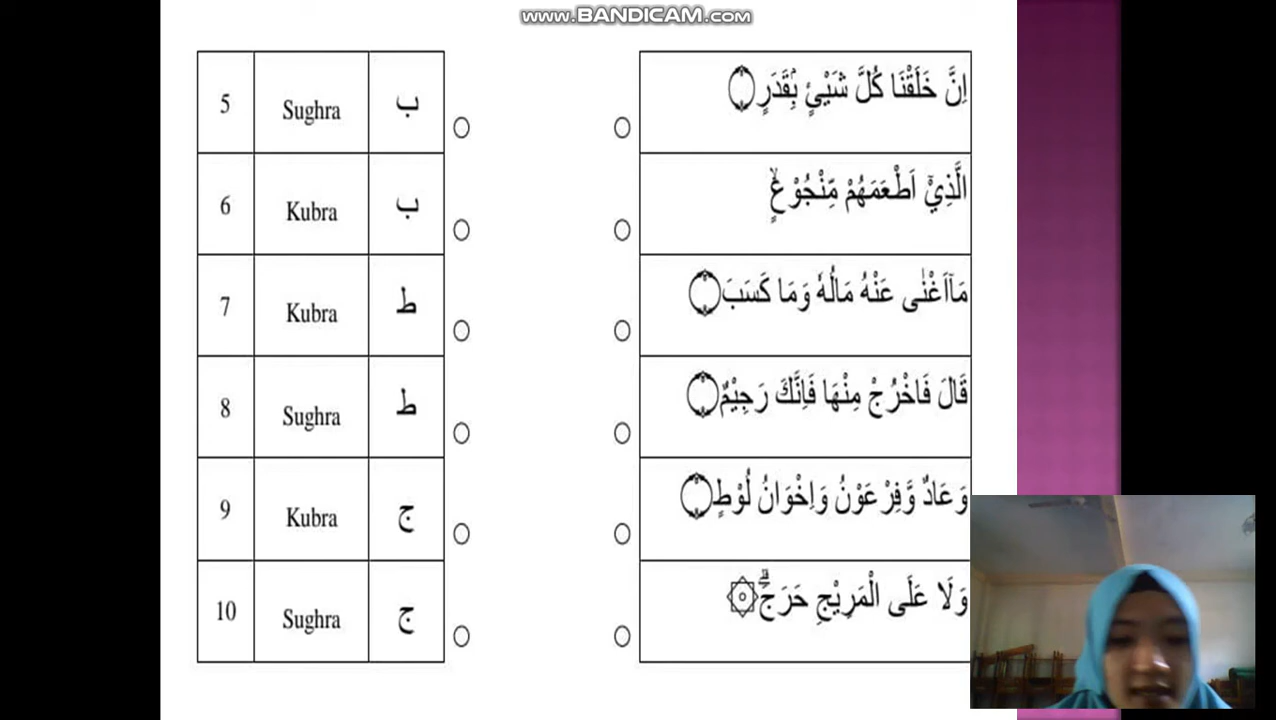 www.BANDICAM.com
5 Sughra ب
اِنَّ خَلَقْنَا كُلَّ شَيْئٍ بِۢقَدَرٍ
6 Kubra ب
الَّذِيْٓ اَطْعَمَهُمْ مِّنْجُوْعٍۙ
7 Kubra ط
مَآاَغْنٰى عَنْهُ مَالُهٗ وَمَا كَسَبَ
8 Sughra ط
قَالَ فَاخْرُجْ مِنْهَا فَاِنَّكَ رَجِيْمٌ
9 Kubra ج
وَعَادٌ وَّفِرْعَوْنُ وَاِخْوَانُ لُوْطٍ
10 Sughra ج
وَلَا عَلَى الْمَرِيْجِ حَرَجٌ ۝